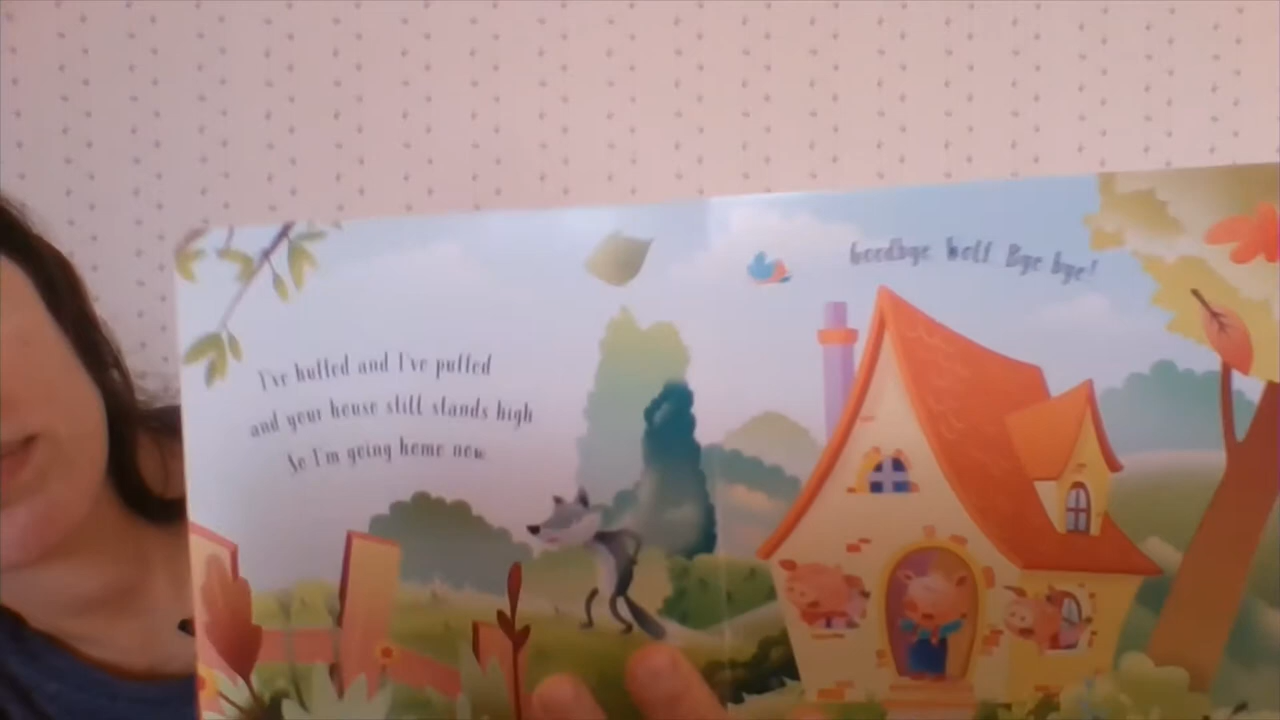 I've huffed and I've puffed
and your house still stands high
So I'm going home now
Goodbye Wolf Bye bye!